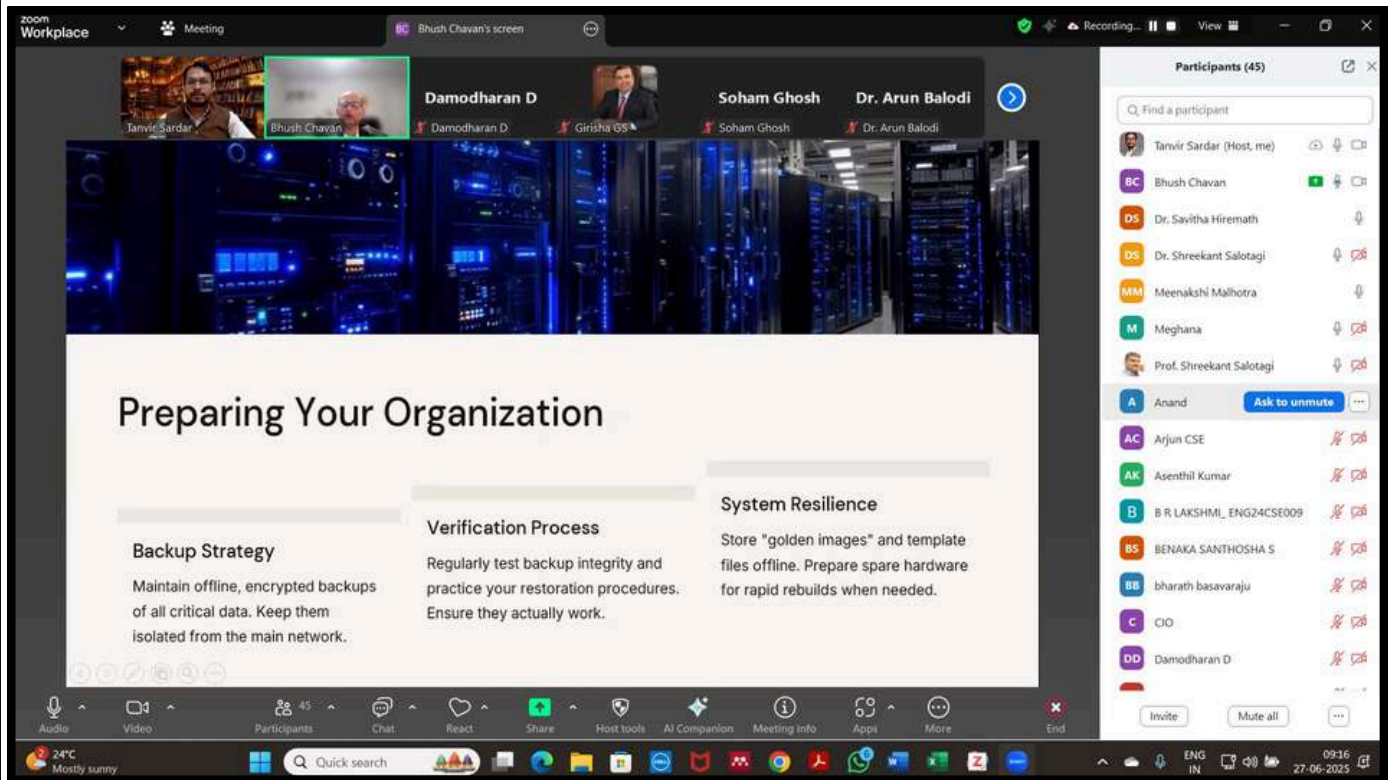 zoom
Workplace
Meeting
BC Bhush Chavan's screen
Recording...
View
Tanvir Sardar
Bhush Chavan
Damodharan D
Damodharan D
Girisha GS
Soham Ghosh
Soham Ghosh
Dr. Arun Balodi
Dr. Arun Balodi
Preparing Your Organization
Backup Strategy
Maintain offline, encrypted backups
of all critical data. Keep them
isolated from the main network.
Verification Process
Regularly test backup integrity and
practice your restoration procedures.
Ensure they actually work.
System Resilience
Store "golden images" and template
files offline. Prepare spare hardware
for rapid rebuilds when needed.
Participants (45)
Find a participant
Tanvir Sardar (Host, me)
BC Bhush Chavan
DS Dr. Savitha Hiremath
DS Dr. Shreekant Salotagi
MM Meenakshi Malhotra
M Meghana
Prof. Shreekant Salotagi
A Anand Ask to unmute
AC Arjun CSE
AK Asenthil Kumar
B B R LAKSHMI_ ENG24CSE009
BS BENAKA SANTHOSHA S
BB bharath basavaraju
C CIO
DD Damodharan D
Invite Mute all
Audio
Video
45
Participants
Chat
React
Share
Host tools
AI Companion
Meeting Info
Apps
More
End
2
24°C
Mostly sunny
Quick search
ENG
IN
09:16
27-06-2025